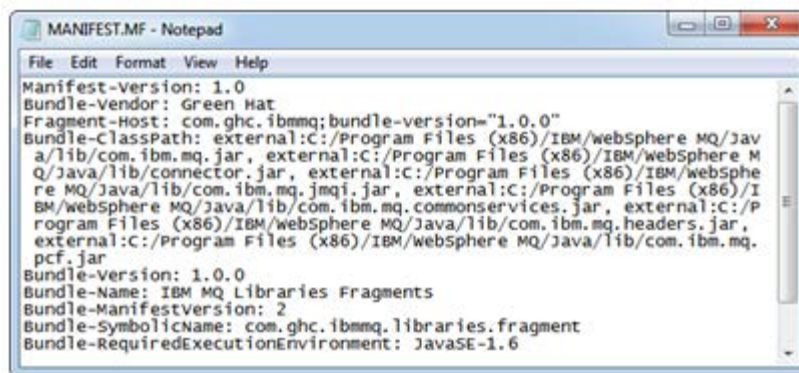 MANIFEST.MF - Notepad
File Edit Format View Help
Manifest-Version: 1.0
Bundle-Vendor: Green Hat
Fragment-Host: com.ghc.ibmmq;bundle-version="1.0.0"
Bundle-ClassPath: external:C:/Program Files (x86)/IBM/WebSphere MQ/Jav
a/lib/com.ibm.mq.jar, external:C:/Program Files (x86)/IBM/WebSphere M
Q/Java/lib/connector.jar, external:C:/Program Files (x86)/IBM/WebSphe
re MQ/Java/lib/com.ibm.mq.jmqi.jar, external:C:/Program Files (x86)/I
BM/WebSphere MQ/Java/lib/com.ibm.mq.commonservices.jar, external:C:/P
rogram Files (x86)/IBM/WebSphere MQ/Java/lib/com.ibm.mq.headers.jar,
external:C:/Program Files (x86)/IBM/WebSphere MQ/Java/lib/com.ibm.mq.
pcf.jar
Bundle-Version: 1.0.0
Bundle-Name: IBM MQ Libraries Fragments
Bundle-ManifestVersion: 2
Bundle-SymbolicName: com.ghc.ibmmq.libraries.fragment
Bundle-RequiredExecutionEnvironment: JavaSE-1.6